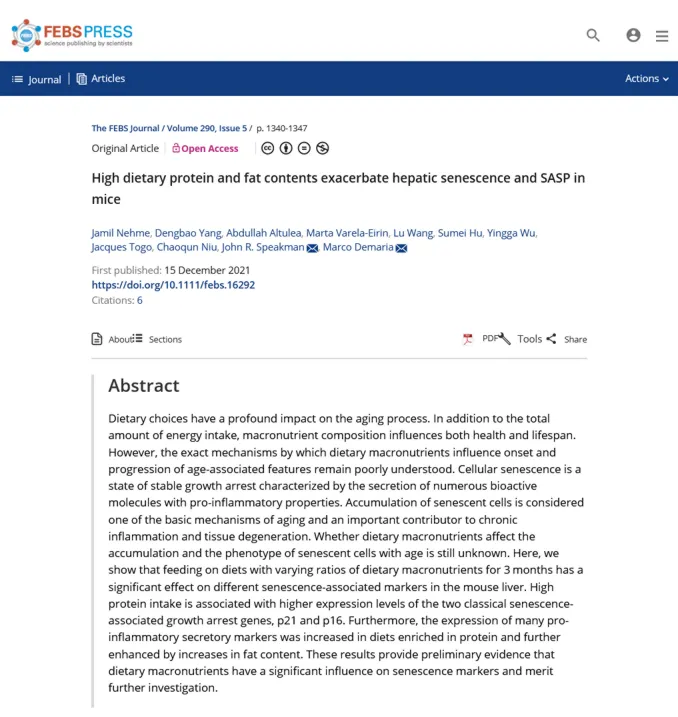 FEBS PRESS
science publishing by scientists
Journal | Articles Actions
The FEBS Journal / Volume 290, Issue 5 / p. 1340-1347
Original Article Open Access
High dietary protein and fat contents exacerbate hepatic senescence and SASP in
mice
Jamil Nehme, Dengbao Yang, Abdullah Altulea, Marta Varela-Eirin, Lu Wang, Sumei Hu, Yingga Wu,
Jacques Togo, Chaoqun Niu, John R. Speakman, Marco Demaria
First published: 15 December 2021
https://doi.org/10.1111/febs.16292
Citations: 6
About Sections PDF Tools Share
Abstract
Dietary choices have a profound impact on the aging process. In addition to the total
amount of energy intake, macronutrient composition influences both health and lifespan.
However, the exact mechanisms by which dietary macronutrients influence onset and
progression of age-associated features remain poorly understood. Cellular senescence is a
state of stable growth arrest characterized by the secretion of numerous bioactive
molecules with pro-inflammatory properties. Accumulation of senescent cells is considered
one of the basic mechanisms of aging and an important contributor to chronic
inflammation and tissue degeneration. Whether dietary macronutrients affect the
accumulation and the phenotype of senescent cells with age is still unknown. Here, we
show that feeding on diets with varying ratios of dietary macronutrients for 3 months has a
significant effect on different senescence-associated markers in the mouse liver. High
protein intake is associated with higher expression levels of the two classical senescence-
associated growth arrest genes, p21 and p16. Furthermore, the expression of many pro-
inflammatory secretory markers was increased in diets enriched in protein and further
enhanced by increases in fat content. These results provide preliminary evidence that
dietary macronutrients have a significant influence on senescence markers and merit
further investigation.